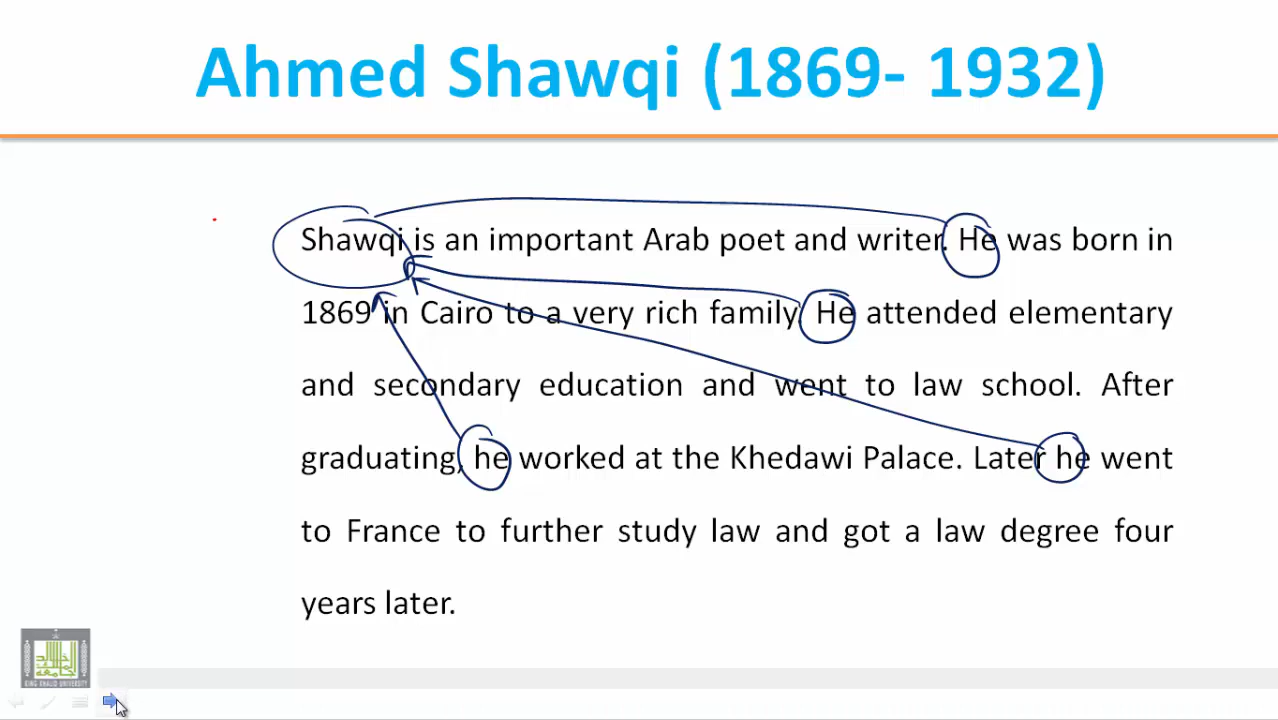 Ahmed Shawqi (1869- 1932)
Shawqi is an important Arab poet and writer. He was born in
1869 in Cairo to a very rich family. He attended elementary
and secondary education and went to law school. After
graduating, he worked at the Khedawi Palace. Later he went
to France to further study law and got a law degree four
years later.
KING KHALID UNIVERSITY